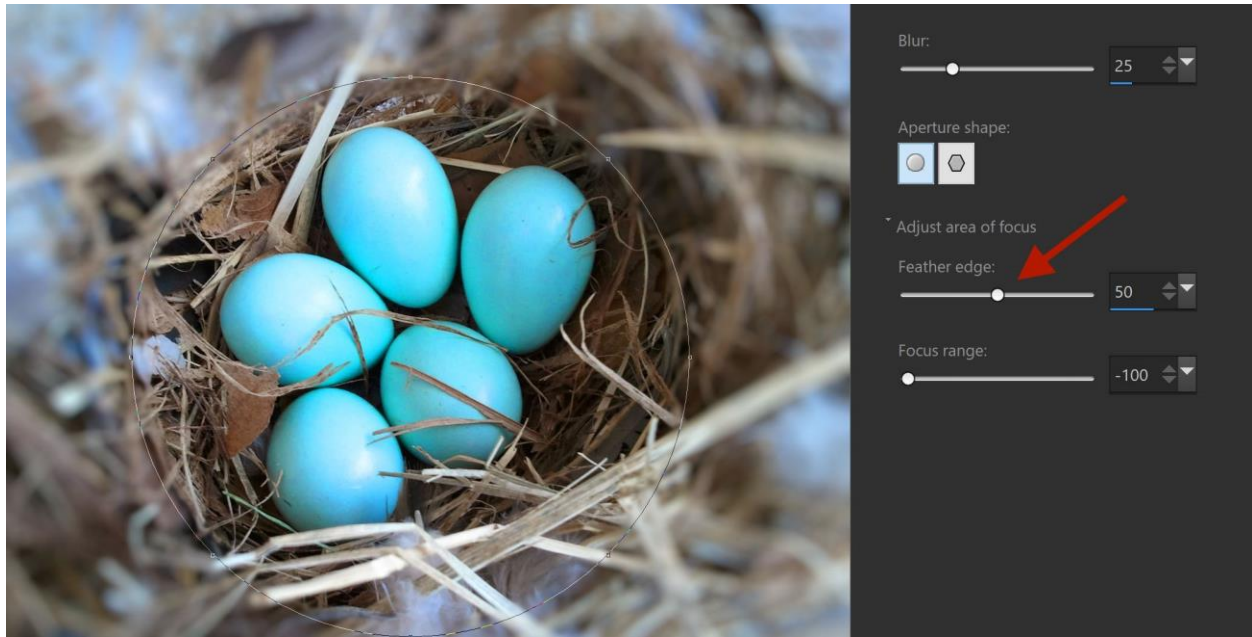 Blur:
25
Aperture shape:
Adjust area of focus
Feather edge:
50
Focus range:
-100